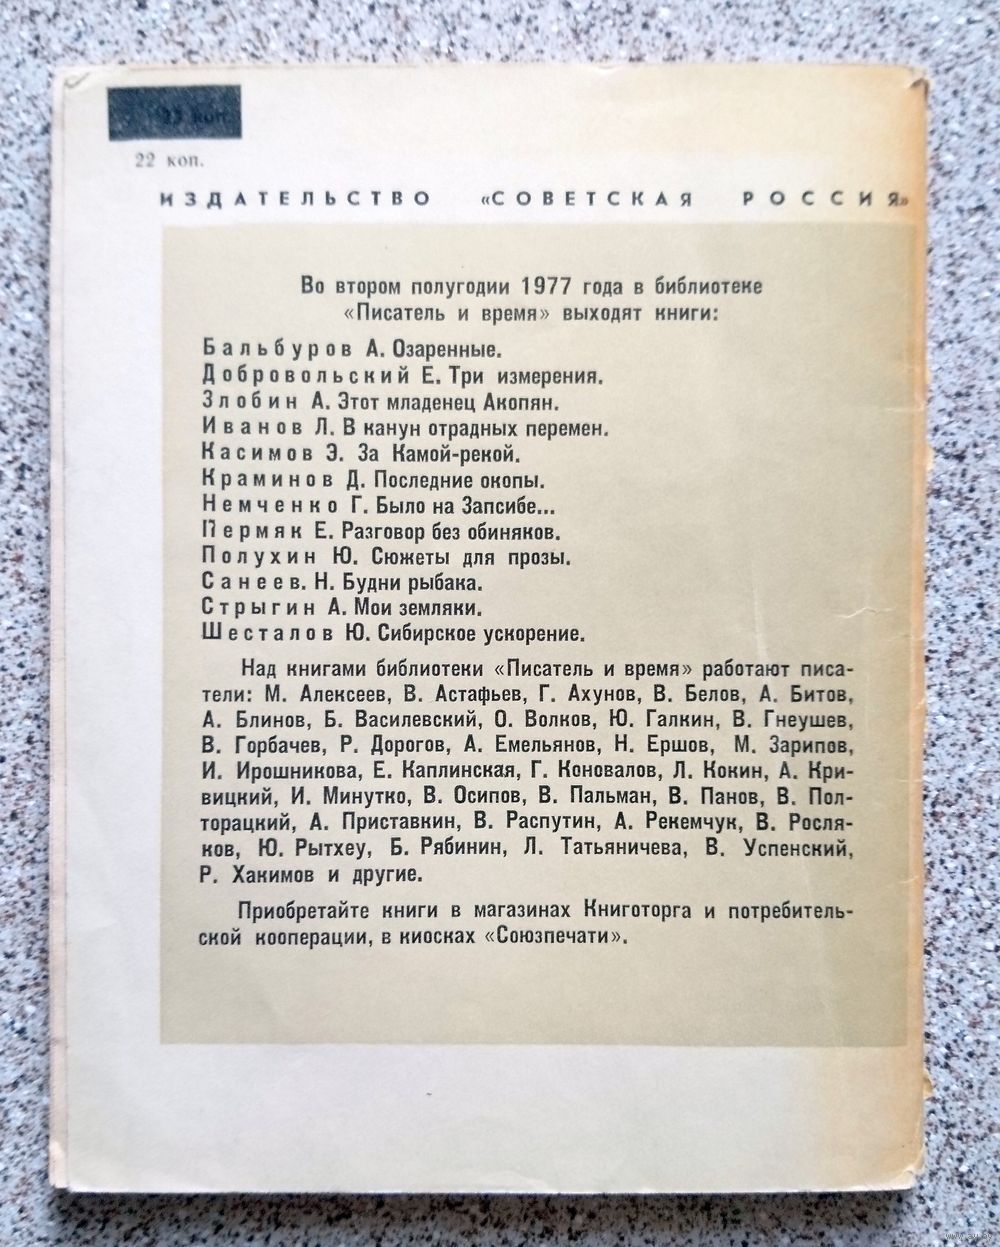 22 коп.
ИЗДАТЕЛЬСТВО «СОВЕТСКАЯ РОССИЯ»
Во втором полугодии 1977 года в библиотеке
«Писатель и время» выходят книги:
Бальбуров А. Озаренные.
Добровольский Е. Три измерения.
Злобин А. Этот младенец Акопян.
Иванов Л. В канун отрадных перемен.
Касимов Э. За Камой-рекой.
Краминов Д. Последние окопы.
Немченко Г. Было на Запсибе...
Пермяк Е. Разговор без обиняков.
Полухин Ю. Сюжеты для прозы.
Санеев. Н. Будни рыбака.
Стрыгин А. Мои земляки.
Шесталов Ю. Сибирское ускорение.
Над книгами библиотеки «Писатель и время» работают писа-
тели: М. Алексеев, В. Астафьев, Г. Ахунов, В. Белов, А. Битов,
А. Блинов, Б. Василевский, О. Волков, Ю. Галкин, В. Гнеушев,
В. Горбачев, Р. Дорогов, А. Емельянов, Н. Ершов, М. Зарипов,
И. Ирошникова, Е. Каплинская, Г. Коновалов, Л. Кокин, А. Кри-
вицкий, И. Минутко, В. Осипов, В. Пальман, В. Панов, В. Пол-
торацкий, А. Приставкин, В. Распутин, А. Рекемчук, В. Росля-
ков, Ю. Рытхеу, Б. Рябинин, Л. Татьяничева, В. Успенский,
Р. Хакимов и другие.
Приобретайте книги в магазинах Книготорга и потребитель-
ской кооперации, в киосках «Союзпечати».